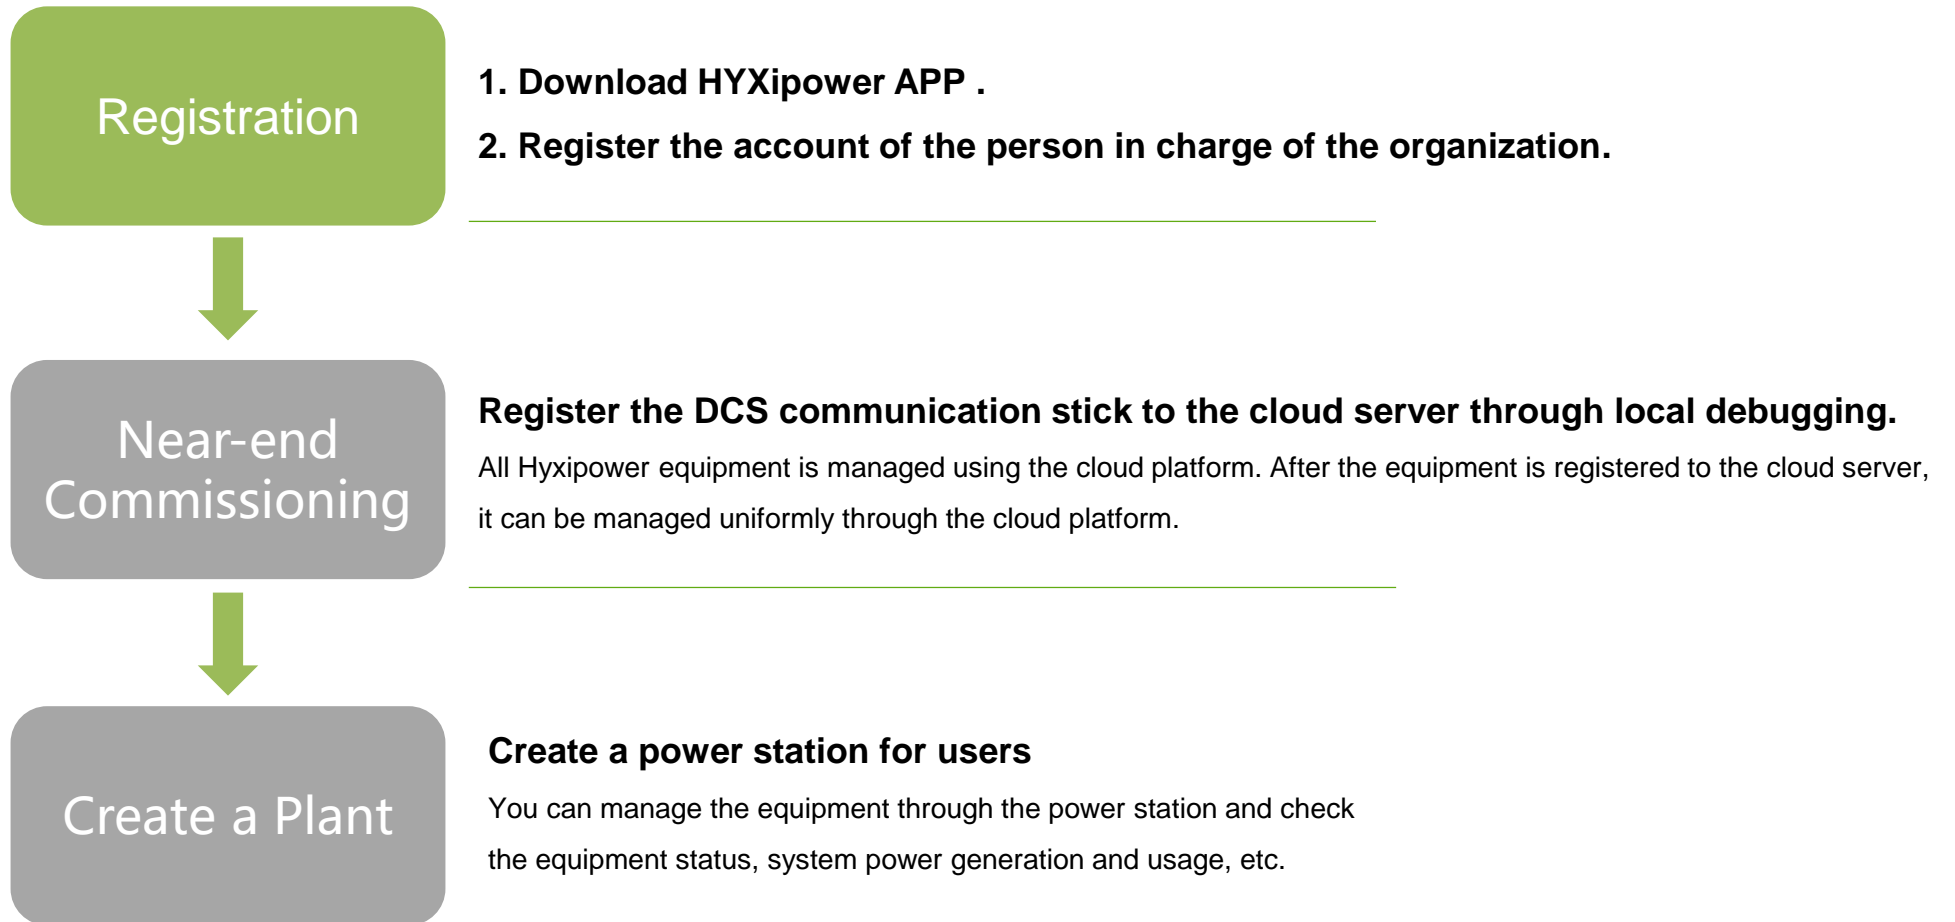 Registration
1. Download HYXipower APP .
2. Register the account of the person in charge of the organization.
Near-end
Commissioning
Register the DCS communication stick to the cloud server through local debugging.
All Hyxipower equipment is managed using the cloud platform. After the equipment is registered to the cloud server,
it can be managed uniformly through the cloud platform.
Create a Plant
Create a power station for users
You can manage the equipment through the power station and check
the equipment status, system power generation and usage, etc.